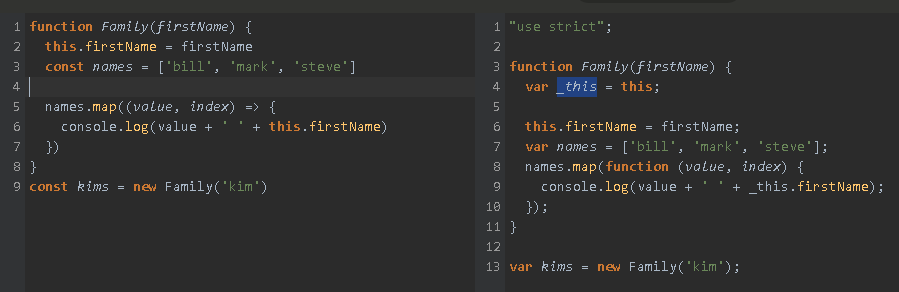 1 function Family(firstName) {
2   this.firstName = firstName
3   const names = ['bill', 'mark', 'steve']
4
5   names.map((value, index) => {
6     console.log(value + ' ' + this.firstName)
7   })
8 }
9 const kims = new Family('kim')
1 "use strict";
2
3 function Family(firstName) {
4   var _this = this;
5
6   this.firstName = firstName;
7   var names = ['bill', 'mark', 'steve'];
8   names.map(function (value, index) {
9     console.log(value + ' ' + _this.firstName);
10   });
11 }
12
13 var kims = new Family('kim');